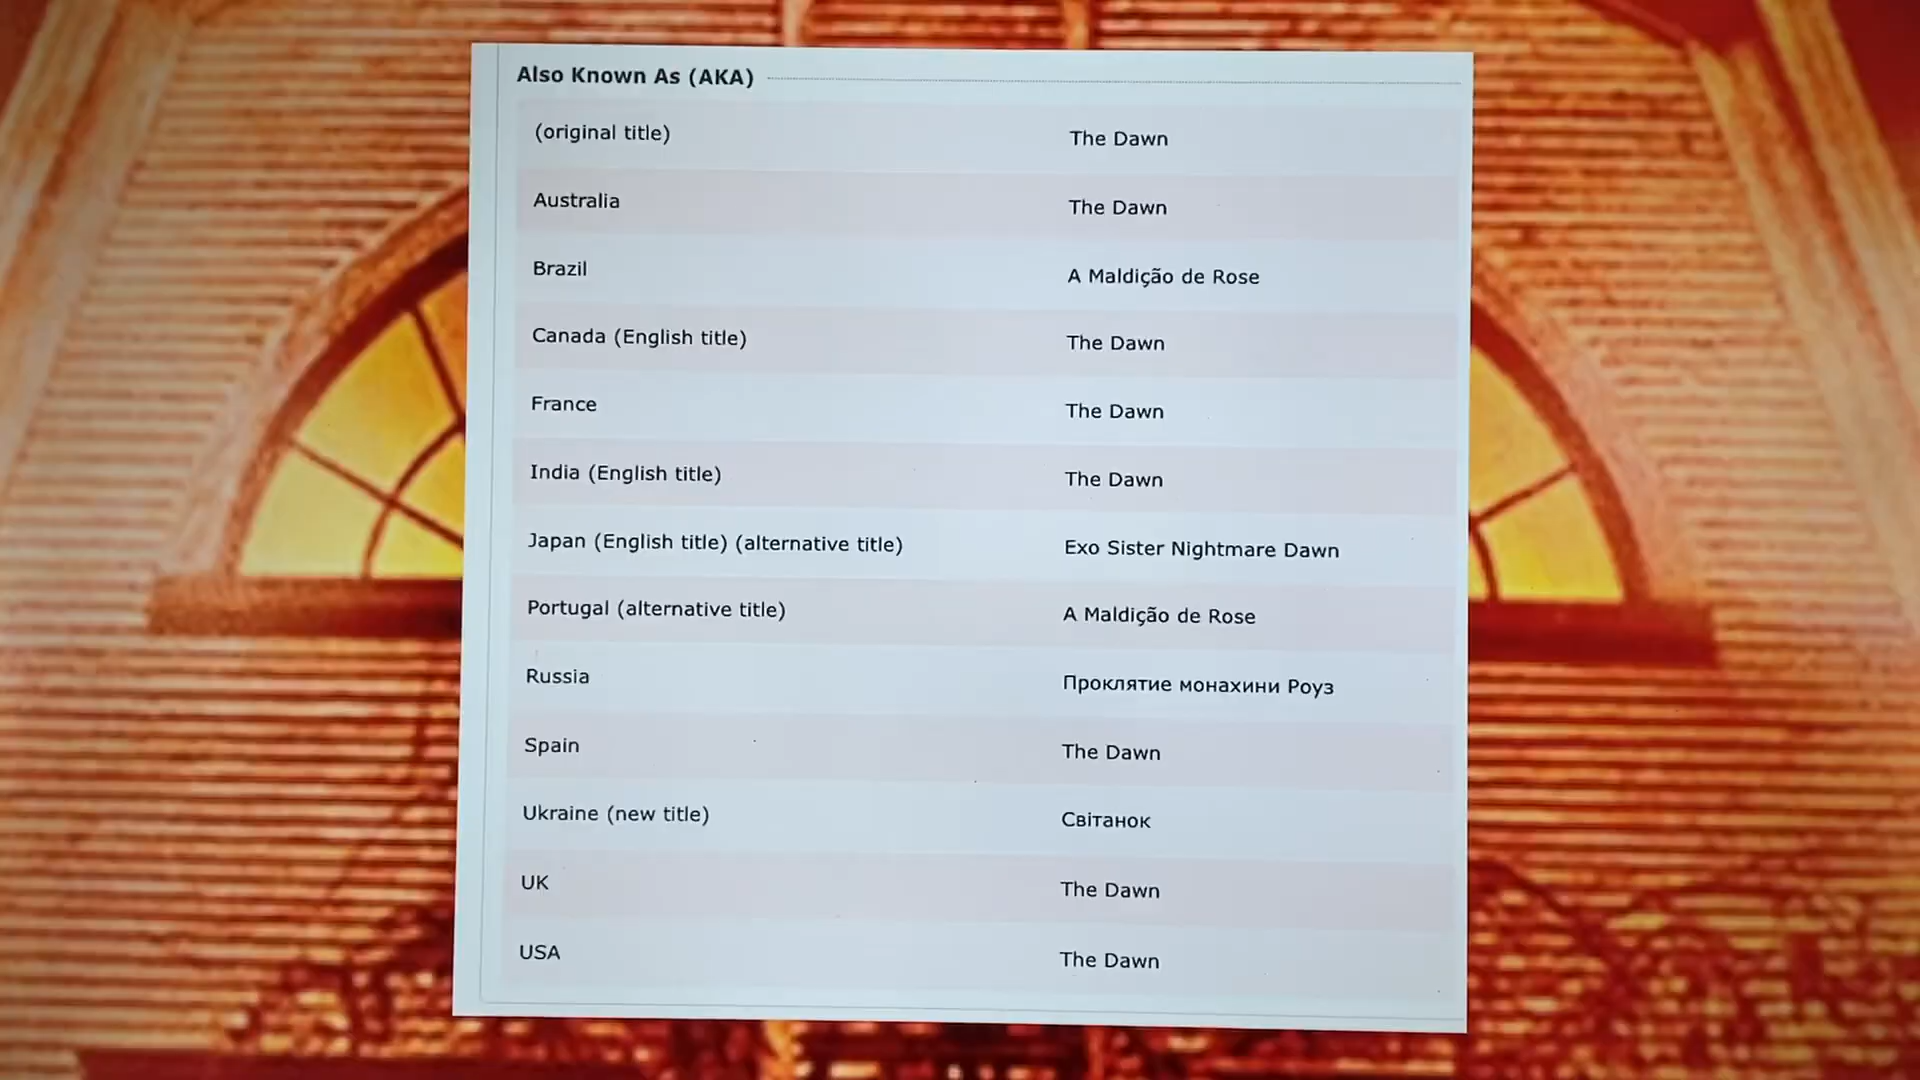 Also Known As (AKA)
(original title) The Dawn
Australia The Dawn
Brazil A Maldição de Rose
Canada (English title) The Dawn
France The Dawn
India (English title) The Dawn
Japan (English title) (alternative title) Exo Sister Nightmare Dawn
Portugal (alternative title) A Maldição de Rose
Russia Проклятие монахини Роуз
Spain The Dawn
Ukraine (new title) Світанок
UK The Dawn
USA The Dawn